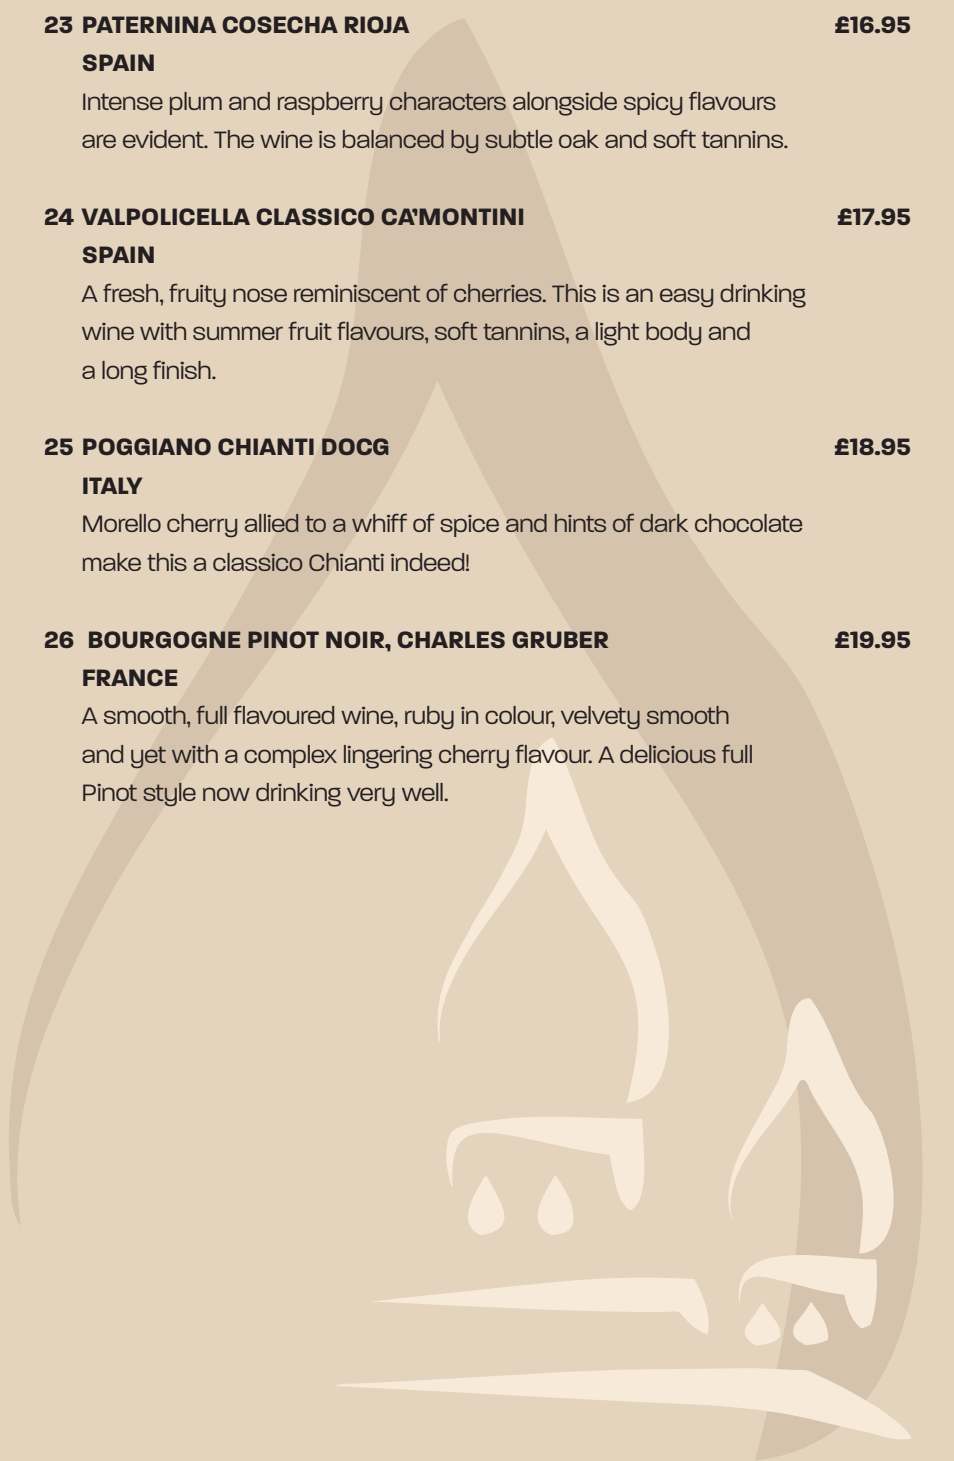 23 PATERNINA COSECHA RIOJA £16.95
SPAIN
Intense plum and raspberry characters alongside spicy flavours
are evident. The wine is balanced by subtle oak and soft tannins.
24 VALPOLICELLA CLASSICO CA'MONTINI £17.95
SPAIN
A fresh, fruity nose reminiscent of cherries. This is an easy drinking
wine with summer fruit flavours, soft tannins, a light body and
a long finish.
25 POGGIANO CHIANTI DOCG £18.95
ITALY
Morello cherry allied to a whiff of spice and hints of dark chocolate
make this a classico Chianti indeed!
26 BOURGOGNE PINOT NOIR, CHARLES GRUBER £19.95
FRANCE
A smooth, full flavoured wine, ruby in colour, velvety smooth
and yet with a complex lingering cherry flavour. A delicious full
Pinot style now drinking very well.